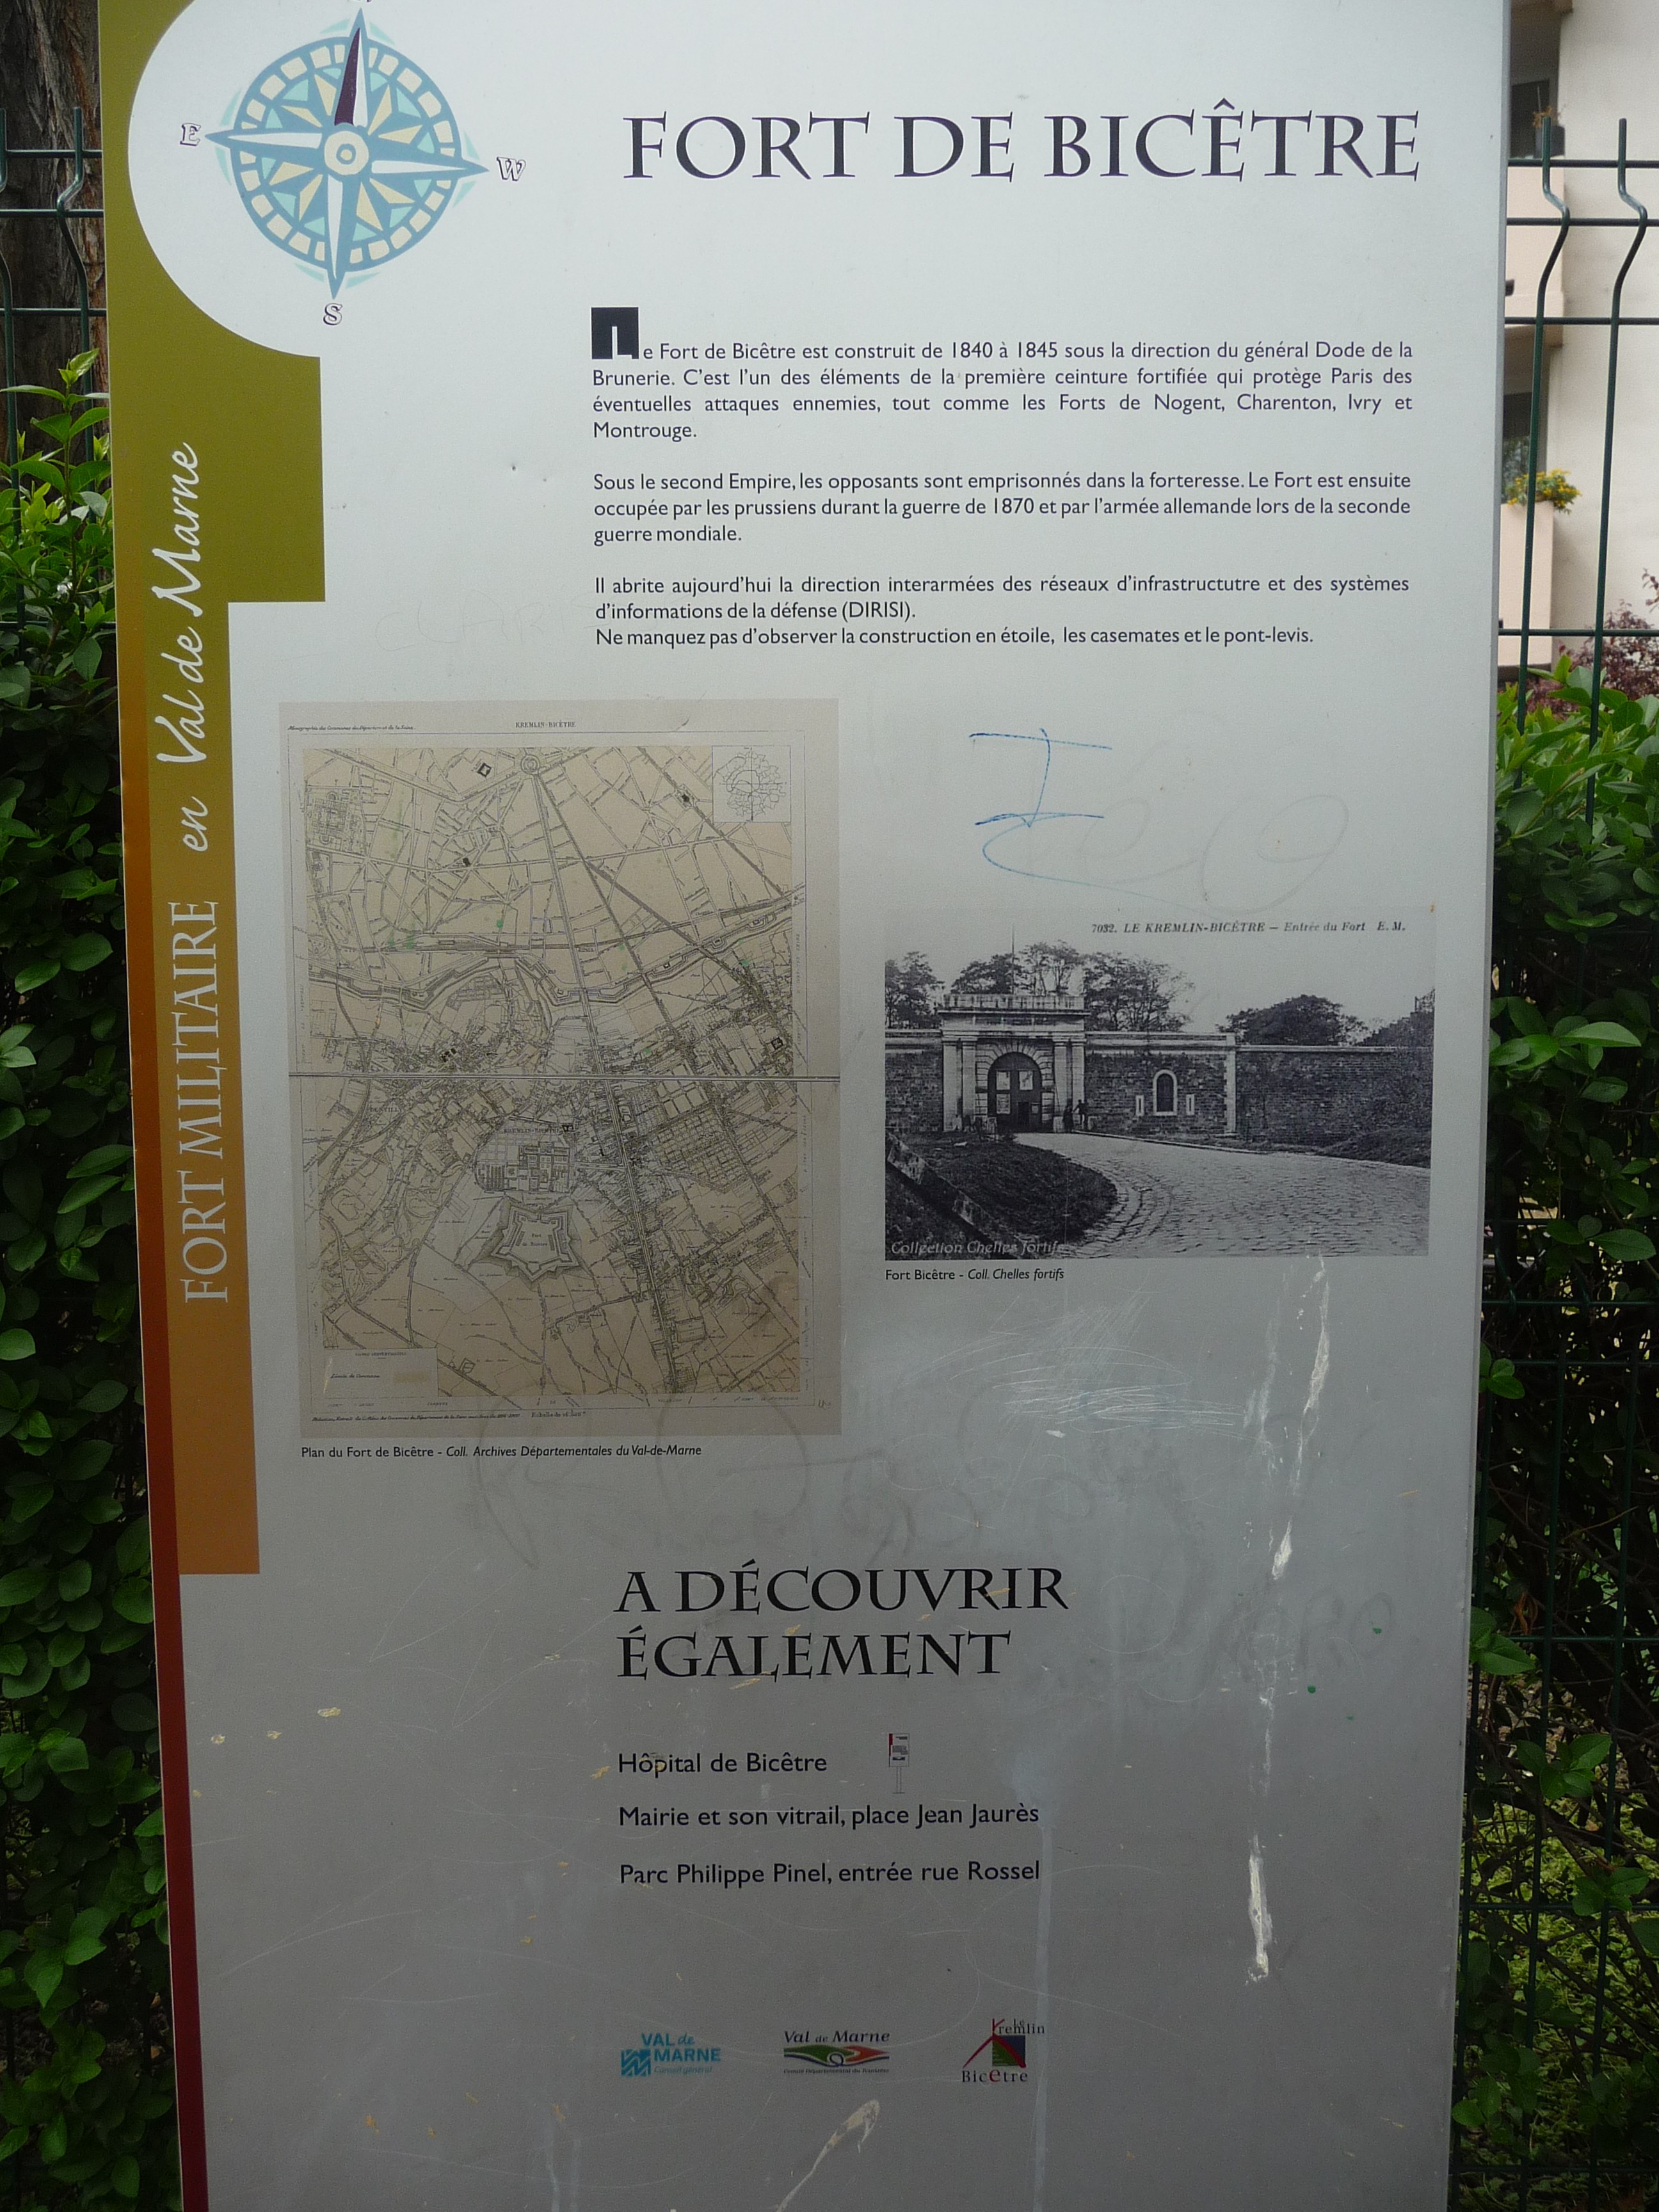 E
W
S
FORT DE BICÊTRE
Le Fort de Bicêtre est construit de 1840 à 1845 sous la direction du général Dode de la
Brunerie. C'est l'un des éléments de la première ceinture fortifiée qui protège Paris des
éventuelles attaques ennemies, tout comme les Forts de Nogent, Charenton, Ivry et
Montrouge.
Sous le second Empire, les opposants sont emprisonnés dans la forteresse. Le Fort est ensuite
occupée par les prussiens durant la guerre de 1870 et par l'armée allemande lors de la seconde
guerre mondiale.
Il abrite aujourd'hui la direction interarmées des réseaux d'infrastructutre et des systèmes
d'informations de la défense (DIRISI).
Ne manquez pas d'observer la construction en étoile, les casemates et le pont-levis.
FORT MILITAIRE en Val de Marne
KREMLIN-BICÊTRE
7032. LE KREMLIN-BICÊTRE — Entrée du Fort E. M.
Collection Chelles fortifs
Fort Bicêtre - Coll. Chelles fortifs
Plan du Fort de Bicêtre - Coll. Archives Départementales du Val-de-Marne
A DÉCOUVRIR
ÉGALEMENT
Hôpital de Bicêtre
Mairie et son vitrail, place Jean Jaurès
Parc Philippe Pinel, entrée rue Rossel
VAL de
MARNE
Conseil général
Val de Marne
Comité Départemental du Tourisme
Le
Kremlin
Bicêtre